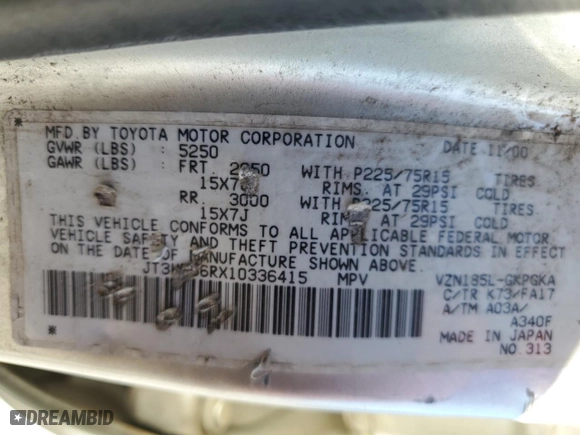 MFD. BY TOYOTA MOTOR CORPORATION DATE 11/00
GVWR (LBS) : 5250
GAWR (LBS) : FRT. WITH P225/75R15 TIRES
15X7 RIMS. AT 29PSI COLD
RR. 3000 WITH P225/75R15 TIRES
15X7J RIMS AT 29PSI COLD
THIS VEHICLE CONFORMS TO ALL APPLICABLE FEDERAL MOTOR
VEHICLE SAFETY AND THEFT PREVENTION STANDARDS IN EFFECT
ON THE DATE OF MANUFACTURE SHOWN ABOVE.
MPV VZN185L-GKPGKA
C/TR K73/FA17
A/TM A03A/
A340F
MADE IN JAPAN
NO. 313
DREAMBID